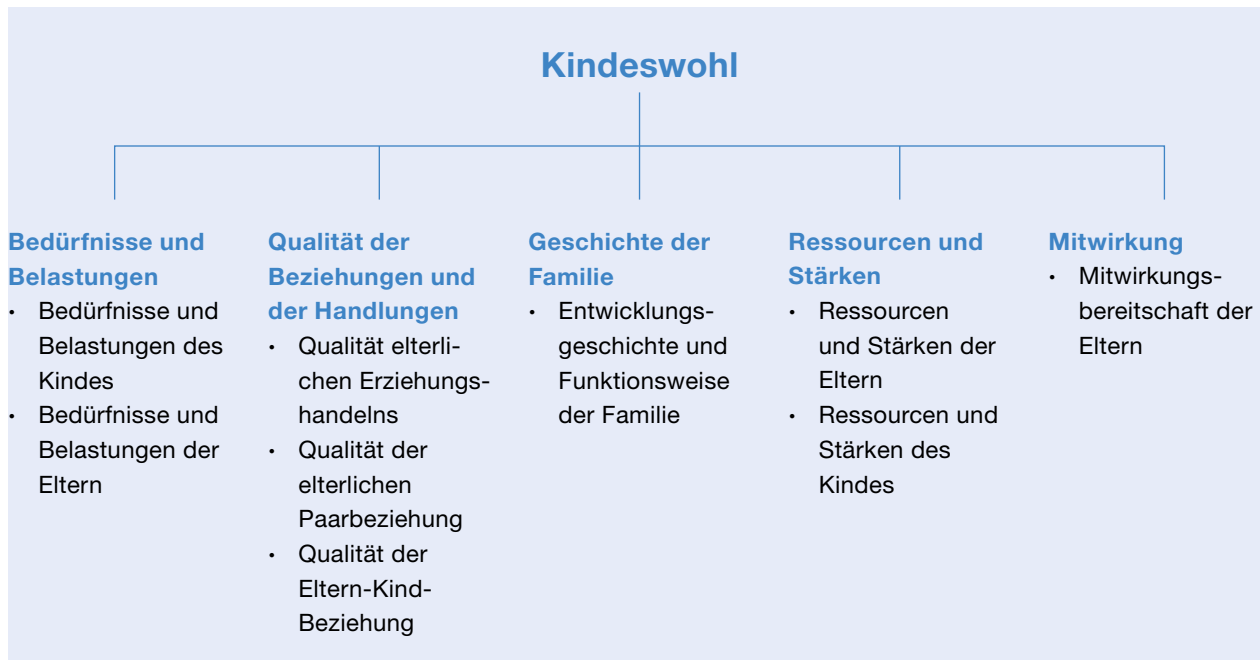 Kindeswohl
Bedürfnisse und
Belastungen
• Bedürfnisse und
Belastungen des
Kindes
• Bedürfnisse und
Belastungen der
Eltern
Qualität der
Beziehungen und
der Handlungen
• Qualität elterli-
chen Erziehungs-
handelns
• Qualität der
elterlichen
Paarbeziehung
• Qualität der
Eltern-Kind-
Beziehung
Geschichte der
Familie
• Entwicklungs-
geschichte und
Funktionsweise
der Familie
Ressourcen und
Stärken
• Ressourcen
und Stärken der
Eltern
• Ressourcen und
Stärken des
Kindes
Mitwirkung
• Mitwirkungs-
bereitschaft der
Eltern